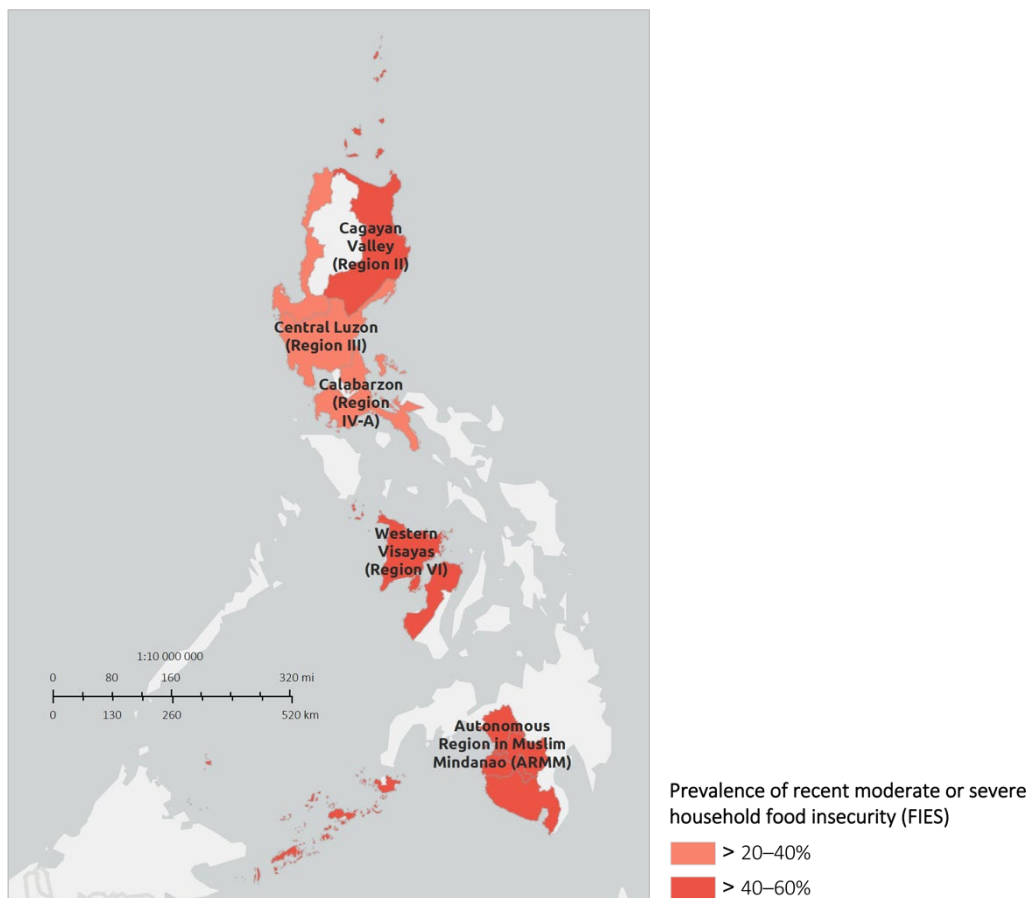 Cagayan
Valley
(Region II)
Central Luzon
(Region III)
Calabarzon
(Region
IV-A)
Western
Visayas
(Region VI)
1:10 000 000
0 80 160 320 mi
0 130 260 520 km
Autonomous
Region in Muslim
Mindanao (ARMM)
Prevalence of recent moderate or severe
household food insecurity (FIES)
> 20–40%
> 40–60%